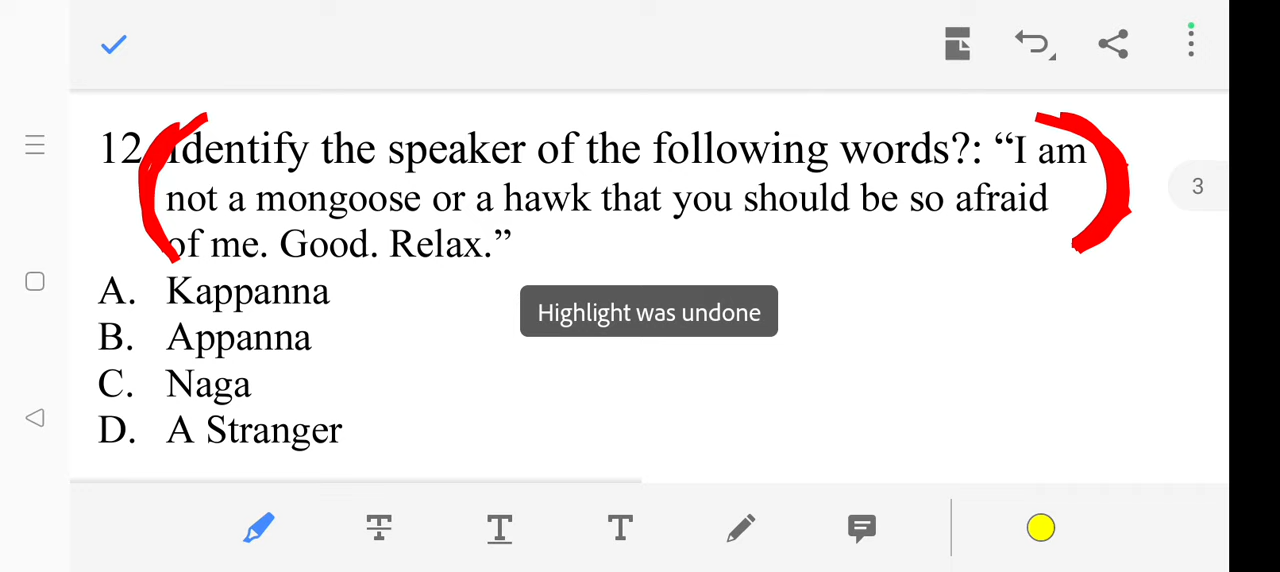 12. Identify the speaker of the following words?: “I am
not a mongoose or a hawk that you should be so afraid
of me. Good. Relax.”
A. Kappanna
B. Appanna
C. Naga
D. A Stranger
Highlight was undone
3
T
T
T